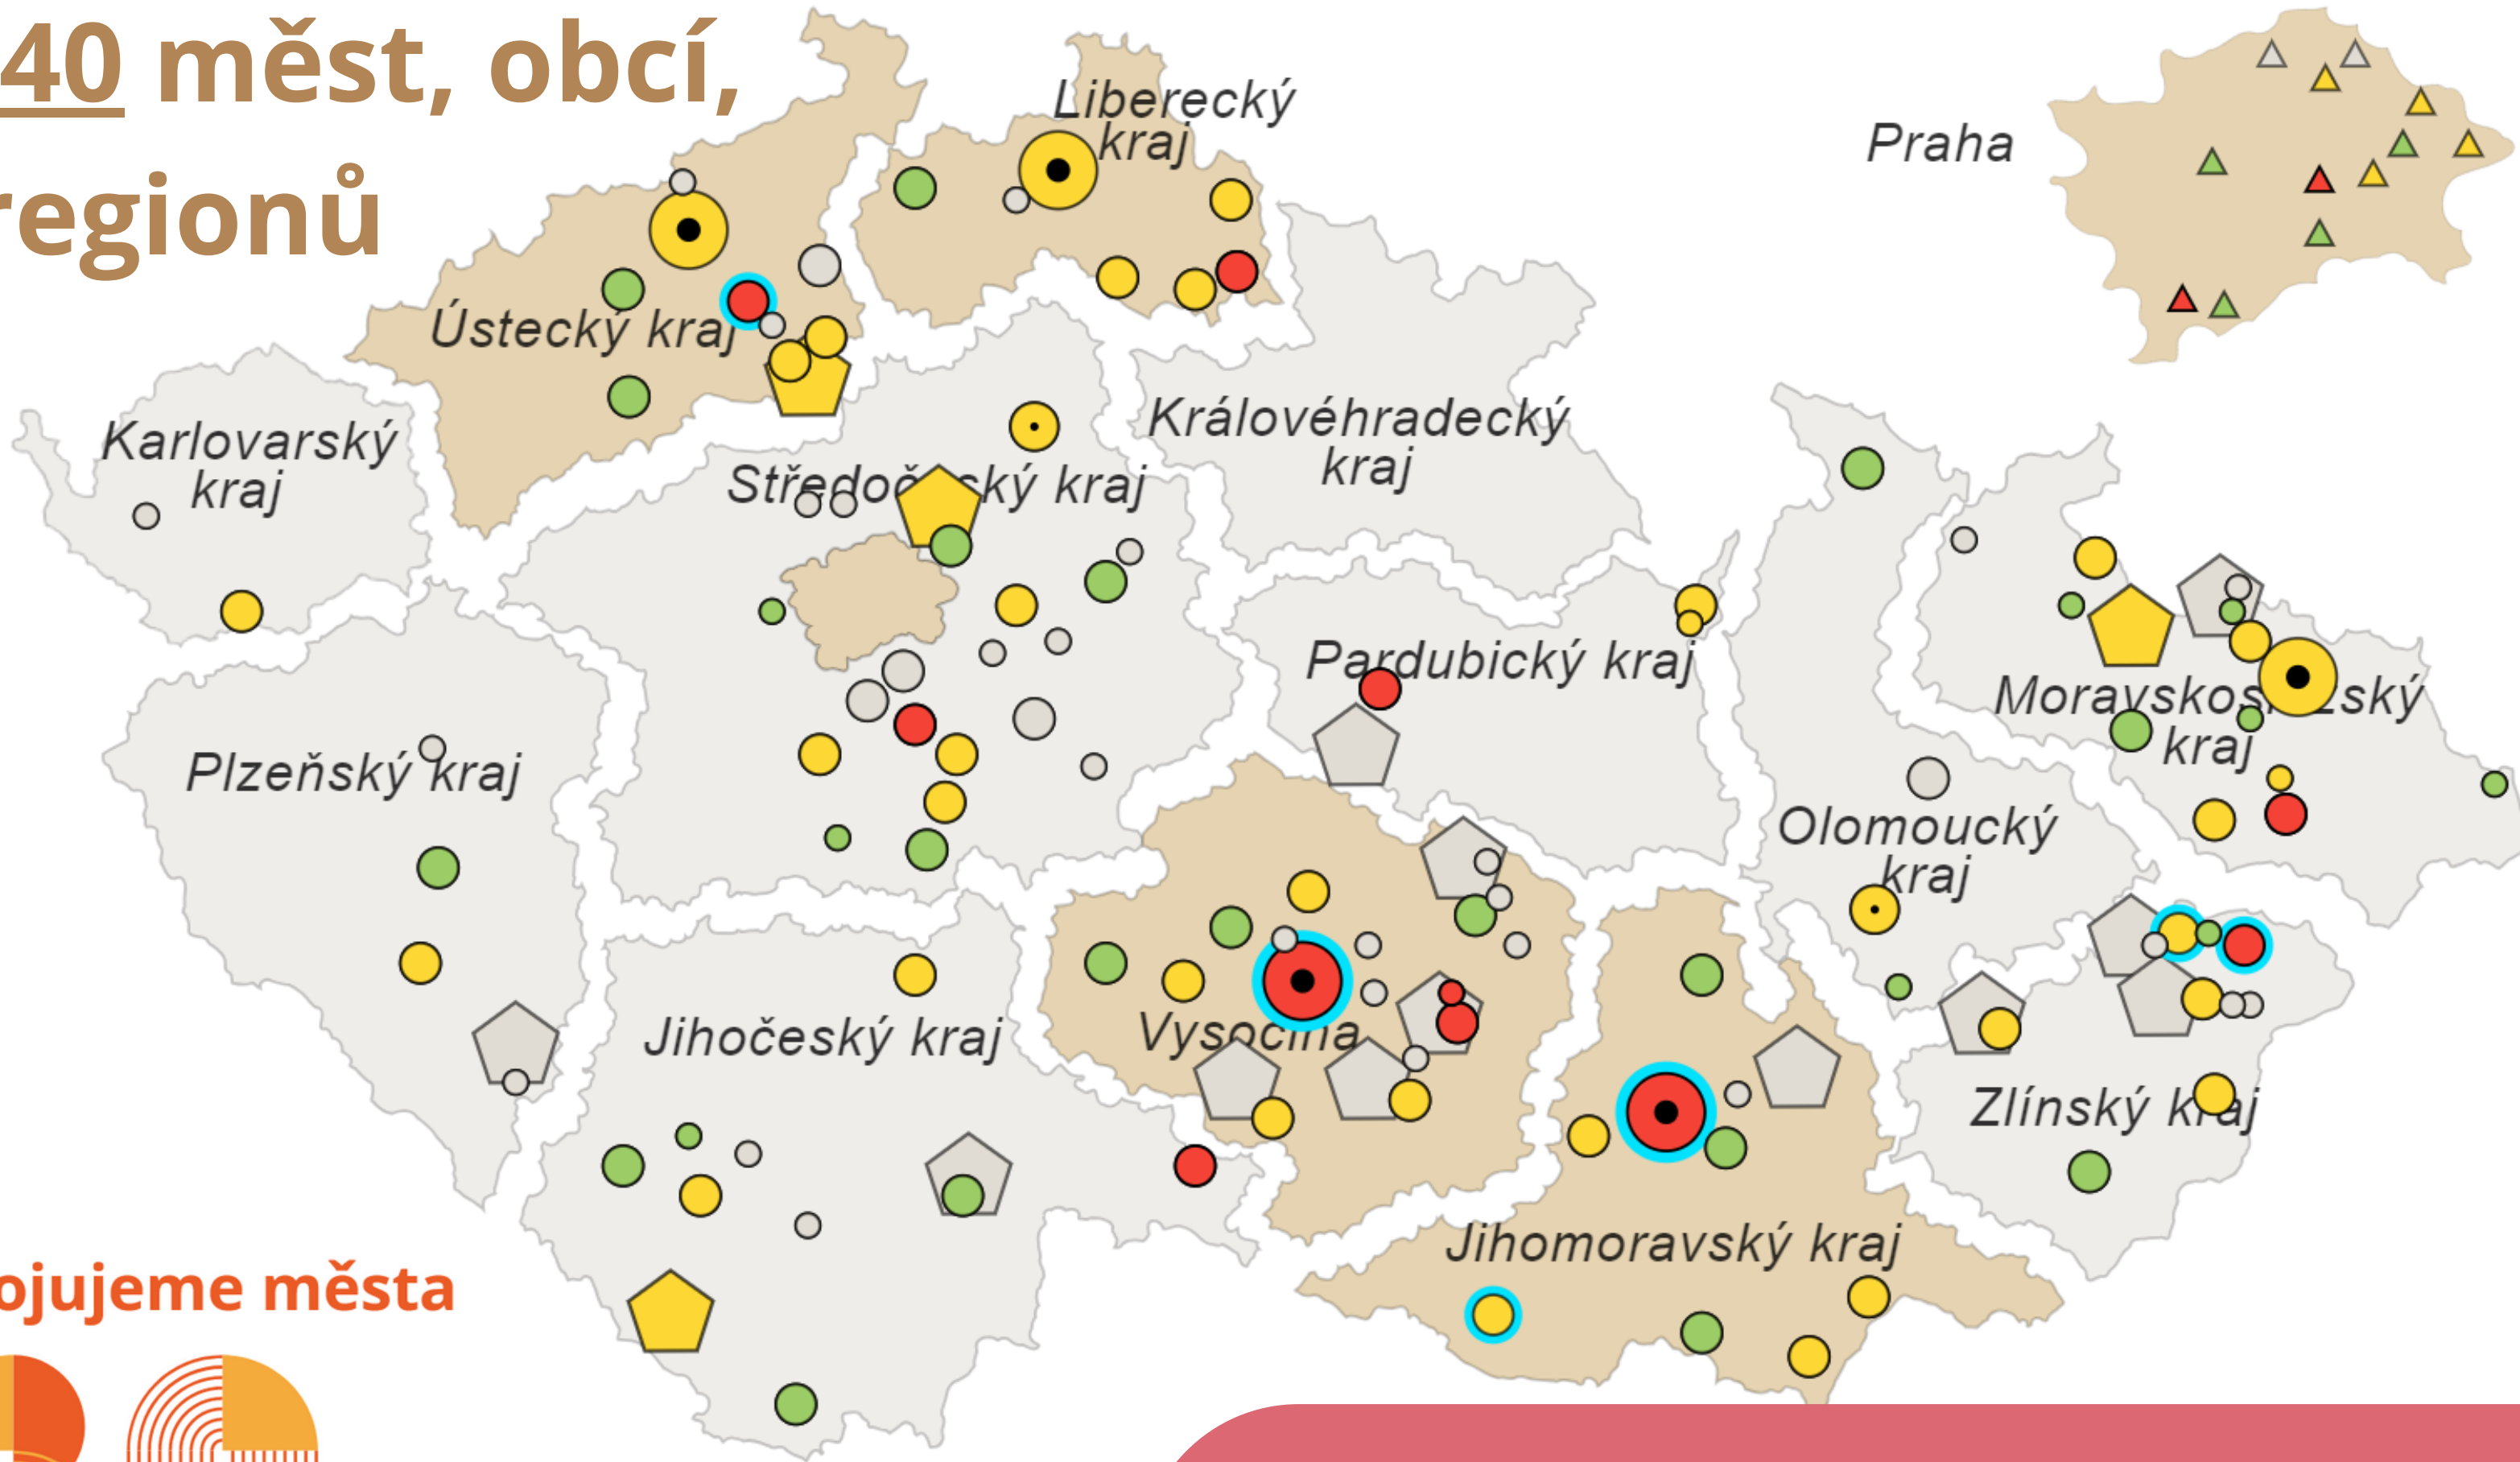 40 měst, obcí,
regionů
Liberecký
kraj
Praha
Ústecký kraj
Karlovarský
kraj
Královéhradecký
kraj
kraj
Pardubický kraj
kraj
Plzeňský kraj
Olomoucký
kraj
Jihočeský kraj
Vysočina
Zlínský kraj
Jihomoravský kraj
ojujeme města